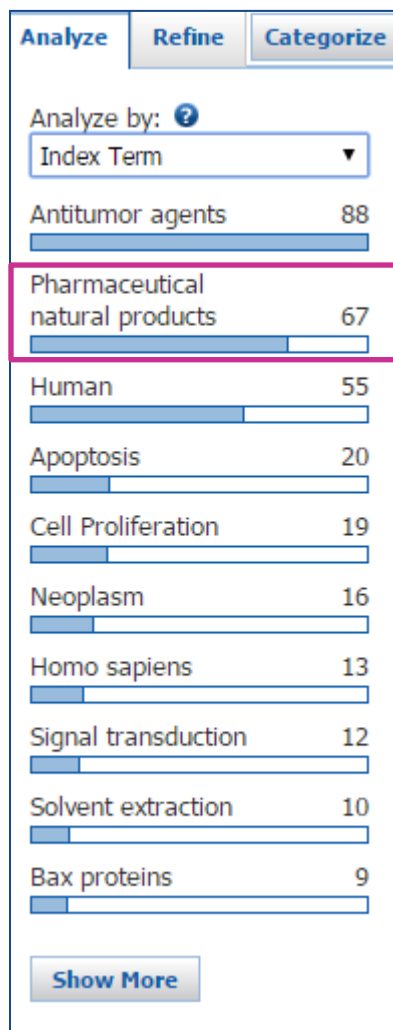 Analyze Refine Categorize
Analyze by: ?
Index Term
Antitumor agents 88
Pharmaceutical
natural products 67
Human 55
Apoptosis 20
Cell Proliferation 19
Neoplasm 16
Homo sapiens 13
Signal transduction 12
Solvent extraction 10
Bax proteins 9
Show More